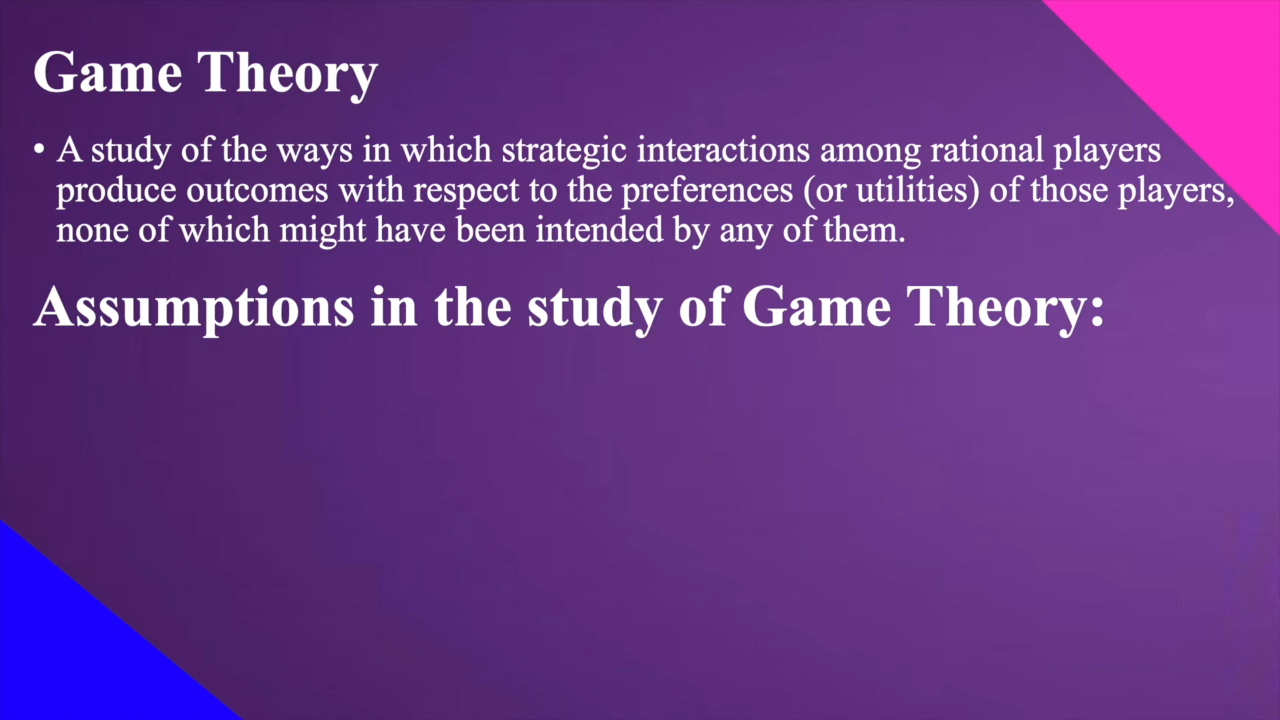 Game Theory
• A study of the ways in which strategic interactions among rational players
produce outcomes with respect to the preferences (or utilities) of those players,
none of which might have been intended by any of them.
Assumptions in the study of Game Theory: